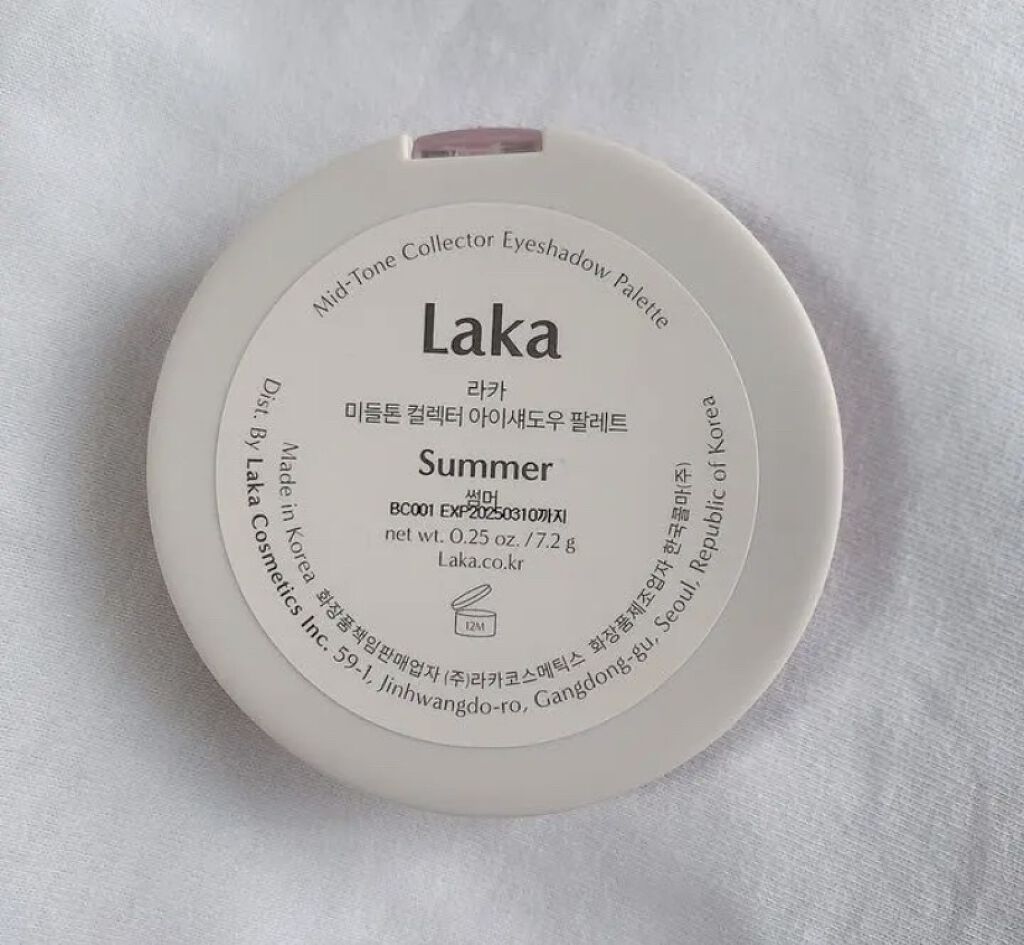 Mid-Tone Collector Eyeshadow Palette
Laka
라카
미들톤 컬렉터 아이섀도우 팔레트
Summer
썸머
BC001 EXP20250310까지
net wt. 0.25 oz. / 7.2 g
Laka.co.kr
12M
Made in Korea 화장품책임판매업자 (주)라카코스메틱스 화장품제조업자 한국콜마(주)
Dist. By Laka Cosmetics Inc. 59-1, Jinhwangdo-ro, Gangdong-gu, Seoul, Republic of Korea